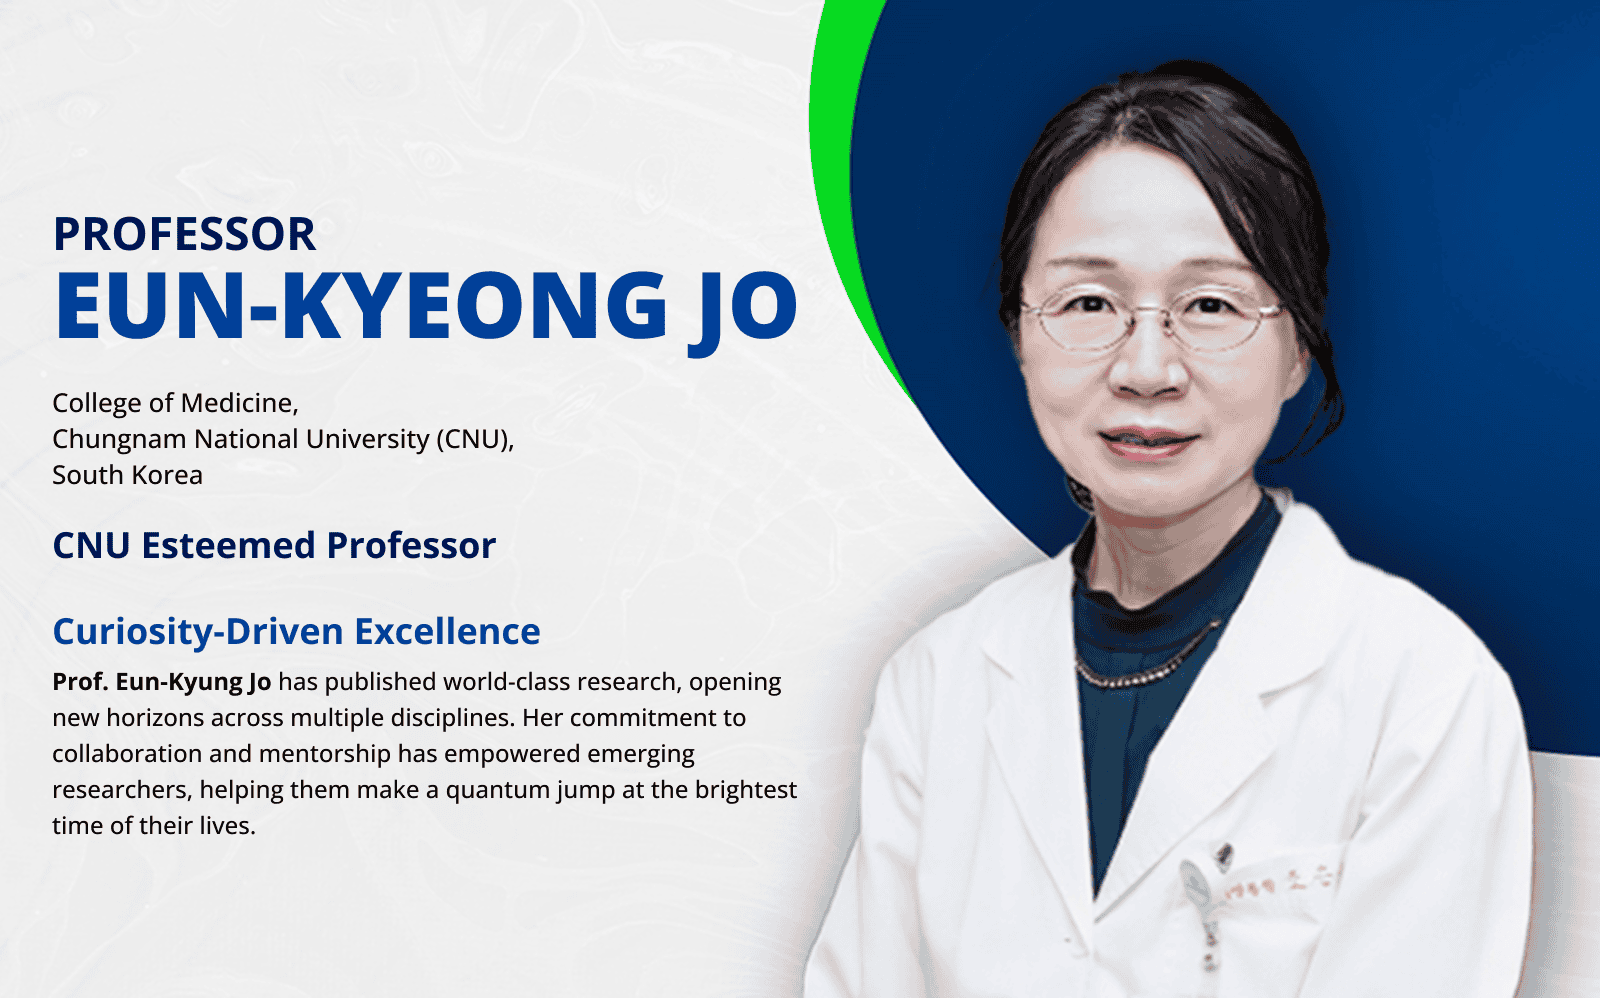 PROFESSOR
EUN-KYEONG JO
College of Medicine,
Chungnam National University (CNU),
South Korea
CNU Esteemed Professor
Curiosity-Driven Excellence
Prof. Eun-Kyung Jo has published world-class research, opening
new horizons across multiple disciplines. Her commitment to
collaboration and mentorship has empowered emerging
researchers, helping them make a quantum jump at the brightest
time of their lives.
조 은